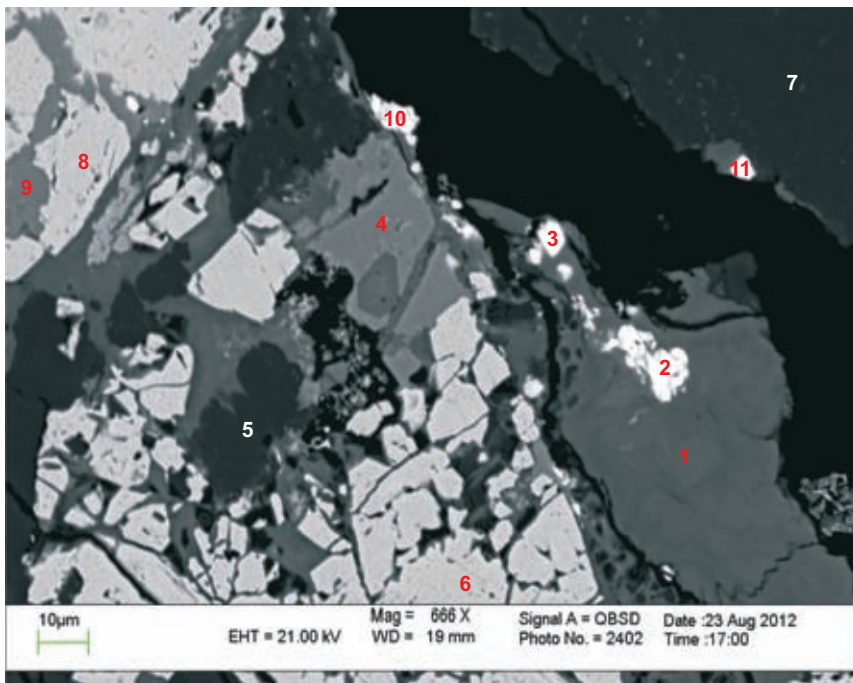 7
10
11
8
9
4
3
2
5
1
6
10µm
EHT = 21.00 kV
Mag = 666 X
WD = 19 mm
Signal A = QBSD
Photo No. = 2402
Date :23 Aug 2012
Time :17:00